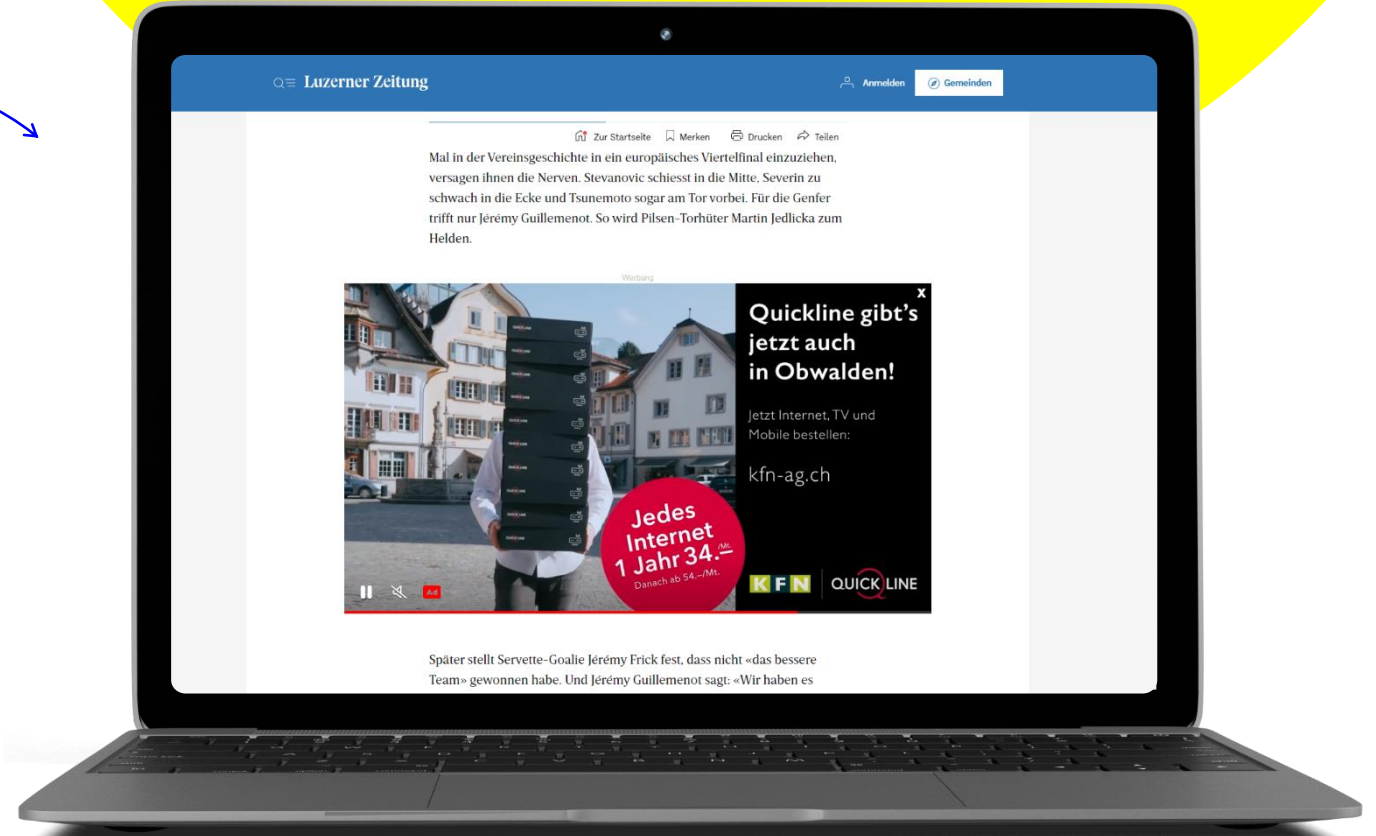 Luzerner Zeitung
Anmelden
Gemeinden
Zur Startseite Merken Drucken Teilen
Mal in der Vereinsgeschichte in ein europäisches Viertelfinal einzuziehen,
versagen ihnen die Nerven. Stevanovic schiesst in die Mitte, Severin zu
schwach in die Ecke und Tsunemoto sogar am Tor vorbei. Für die Genfer
trifft nur Jérémy Guillemenot. So wird Pilsen-Torhüter Martin Jedlicka zum
Helden.
Werbung
X
Quickline gibt's
jetzt auch
in Obwalden!
Jetzt Internet, TV und
Mobile bestellen:
kfn-ag.ch
Jedes
Internet
1 Jahr 34.–/Mt.
Danach ab 54.–/Mt.
Ad
KFN
QUICKLINE
Später stellt Servette-Goalie Jérémy Frick fest, dass nicht «das bessere
Team» gewonnen habe. Und Jérémy Guillemenot sagt: «Wir haben es